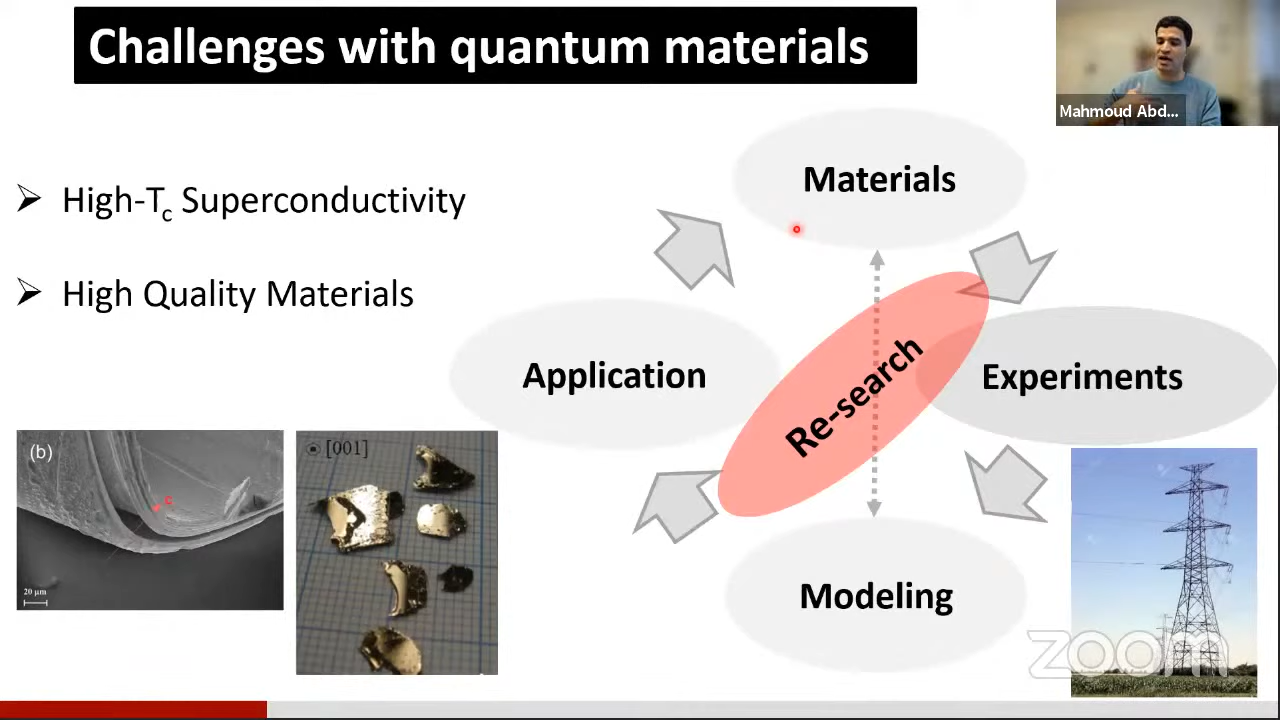 Challenges with quantum materials
Mahmoud Abd...
➢ High-Tc Superconductivity
➢ High Quality Materials
Materials
Application
Re-search
Experiments
Modeling
(b)
c
20 μm
[001]
zoom